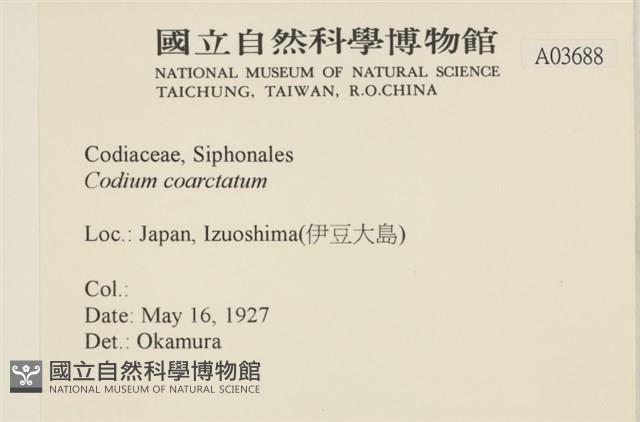 國立自然科學博物館
A03688
NATIONAL MUSEUM OF NATURAL SCIENCE
TAICHUNG, TAIWAN, R.O.CHINA
Codiaceae, Siphonales
Codium coarctatum
Loc.: Japan, Izuoshima(伊豆大島)
Col.:
Date: May 16, 1927
Det.: Okamura
國立自然科學博物館
NATIONAL MUSEUM OF NATURAL SCIENCE